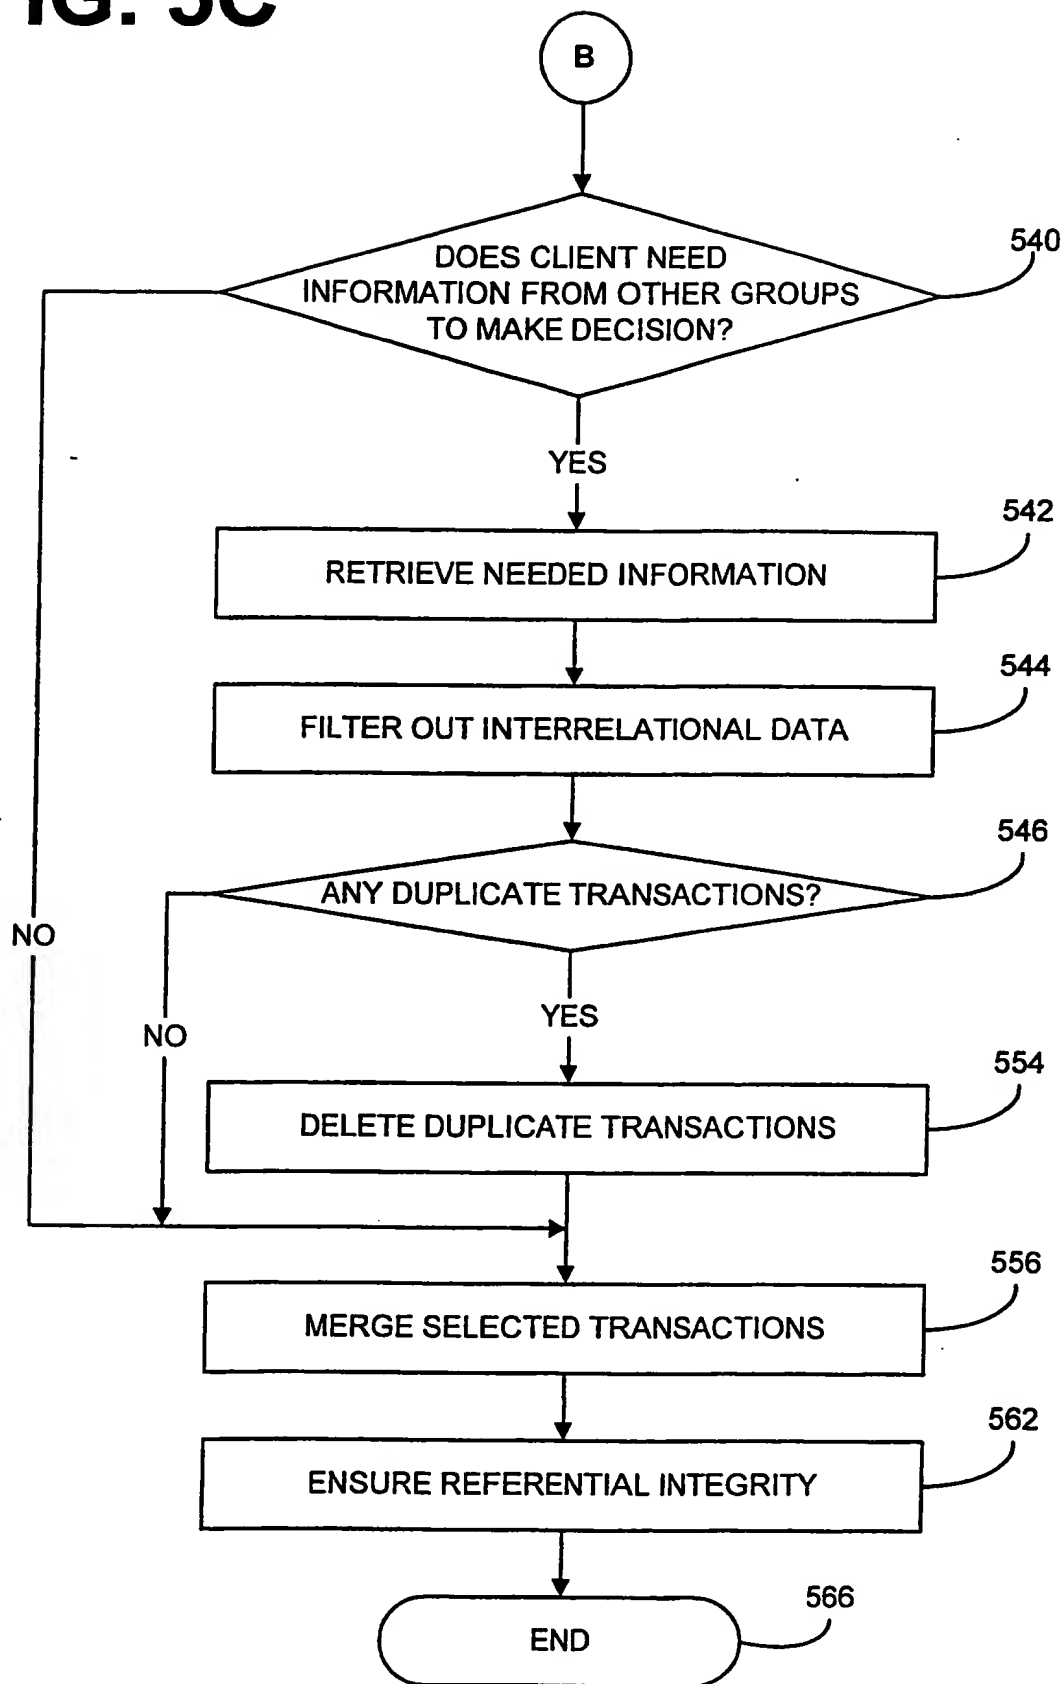 IG. 5C
B
DOES CLIENT NEED
INFORMATION FROM OTHER GROUPS
TO MAKE DECISION?
540
YES
542
RETRIEVE NEEDED INFORMATION
544
FILTER OUT INTERRELATIONAL DATA
546
ANY DUPLICATE TRANSACTIONS?
NO
NO
YES
554
DELETE DUPLICATE TRANSACTIONS
556
MERGE SELECTED TRANSACTIONS
562
ENSURE REFERENTIAL INTEGRITY
566
END